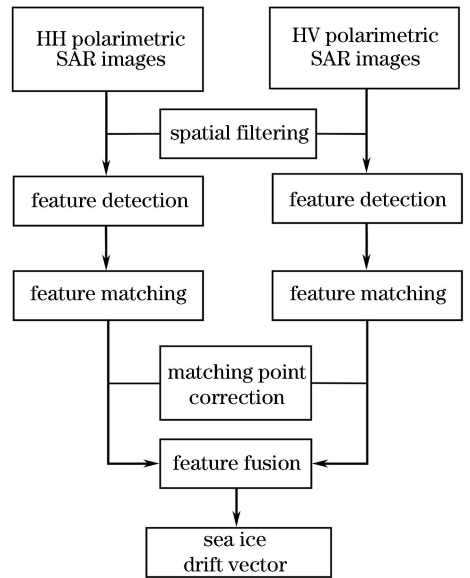 HH polarimetric
SAR images
HV polarimetric
SAR images
spatial filtering
feature detection
feature detection
feature matching
feature matching
matching point
correction
feature fusion
sea ice
drift vector